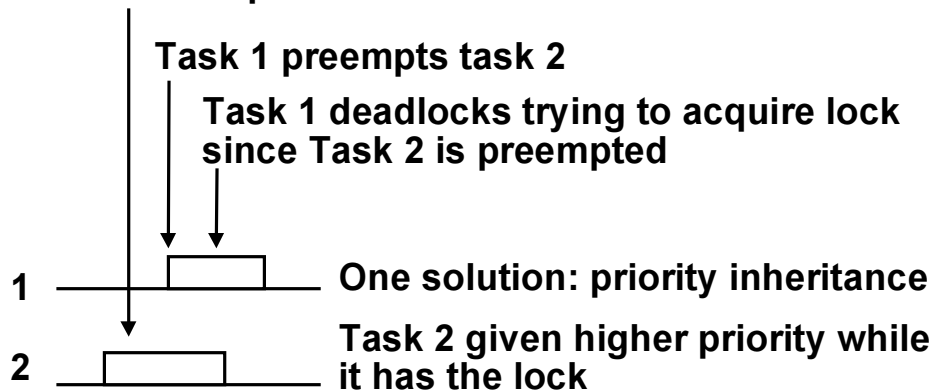 Task 1 preempts task 2
Task 1 deadlocks trying to acquire lock
since Task 2 is preempted
1
One solution: priority inheritance
2
Task 2 given higher priority while
it has the lock